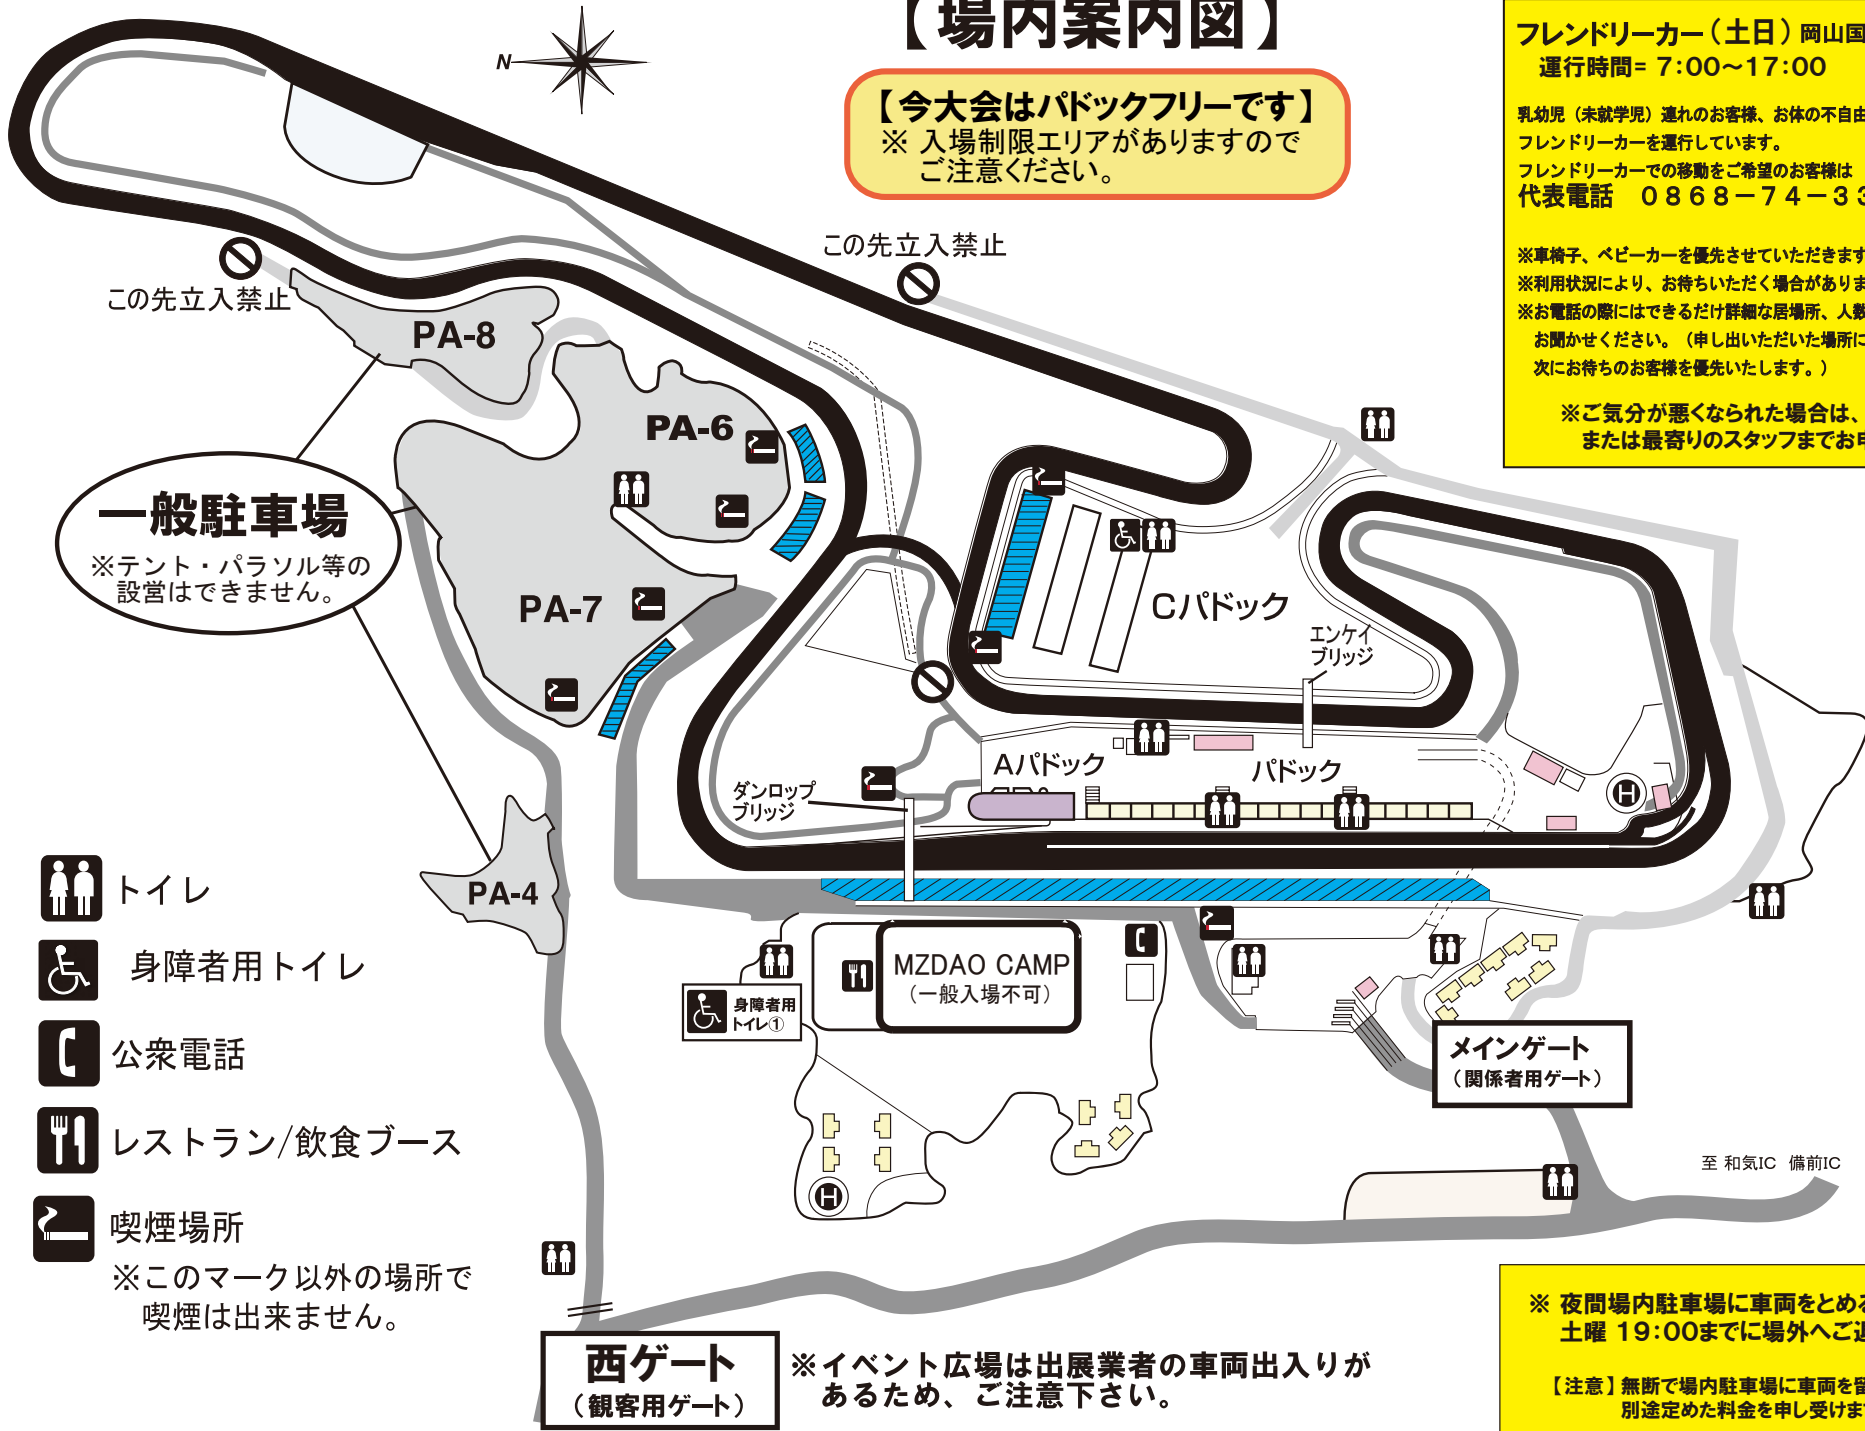 【場内案内図】
N
【今大会はパドックフリーです】
※ 入場制限エリアがありますので
ご注意ください。
フレンドリーカー（土日）岡山国
運行時間= 7:00〜17:00
乳幼児（未就学児）連れのお客様、お体の不自由
フレンドリーカーを運行しています。
フレンドリーカーでの移動をご希望のお客様は
代表電話 0868－74－33
※車椅子、ベビーカーを優先させていただきます
※利用状況により、お待ちいただく場合がありま
※お電話の際にはできるだけ詳細な居場所、人数
お聞かせください。（申し出いただいた場所に
次にお待ちのお客様を優先いたします。）
※ご気分が悪くなられた場合は、
または最寄りのスタッフまでお申
この先立入禁止
この先立入禁止
PA-8
PA-6
一般駐車場
※テント・パラソル等の
設営はできません。
PA-7
Cパドック
エンケイ
ブリッジ
Aパドック
パドック
ダンロップ
ブリッジ
H
PA-4
トイレ
身障者用トイレ
公衆電話
レストラン/飲食ブース
喫煙場所
※このマーク以外の場所で
喫煙は出来ません。
MZDAO CAMP
（一般入場不可）
身障者用
トイレ①
メインゲート
（関係者用ゲート）
H
至 和気IC 備前IC
西ゲート
（観客用ゲート）
※イベント広場は出展業者の車両出入りが
あるため、ご注意下さい。
※ 夜間場内駐車場に車両をとめる
土曜 19:00までに場外へご退
【注意】無断で場内駐車場に車両を留
別途定めた料金を申し受けます